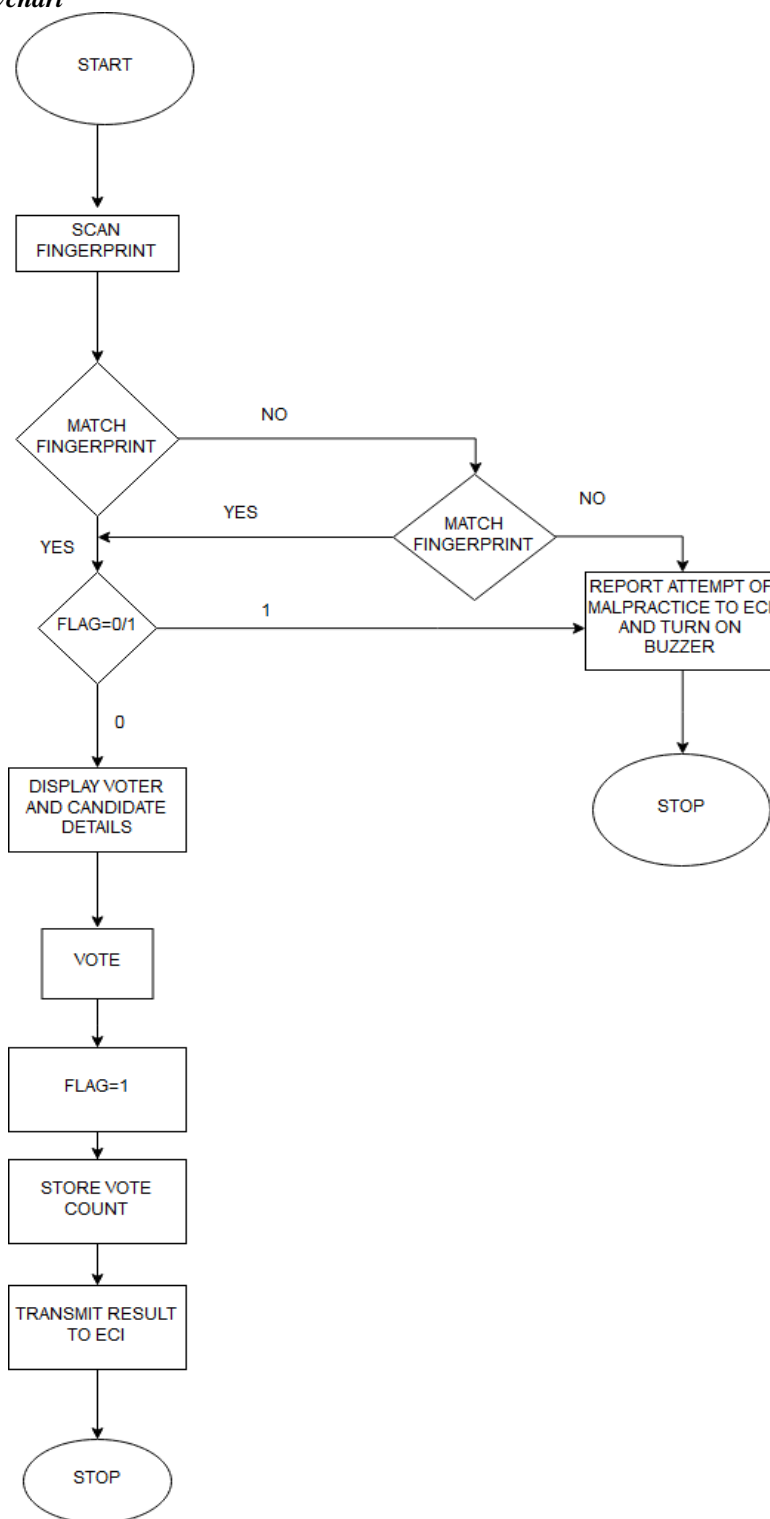 START
SCAN
FINGERPRINT
MATCH
FINGERPRINT
NO
YES
MATCH
FINGERPRINT
NO
YES
FLAG=0/1
1
REPORT ATTEMPT OF
MALPRACTICE TO ECI
AND TURN ON
BUZZER
0
DISPLAY VOTER
AND CANDIDATE
DETAILS
STOP
VOTE
FLAG=1
STORE VOTE
COUNT
TRANSMIT RESULT
TO ECI
STOP